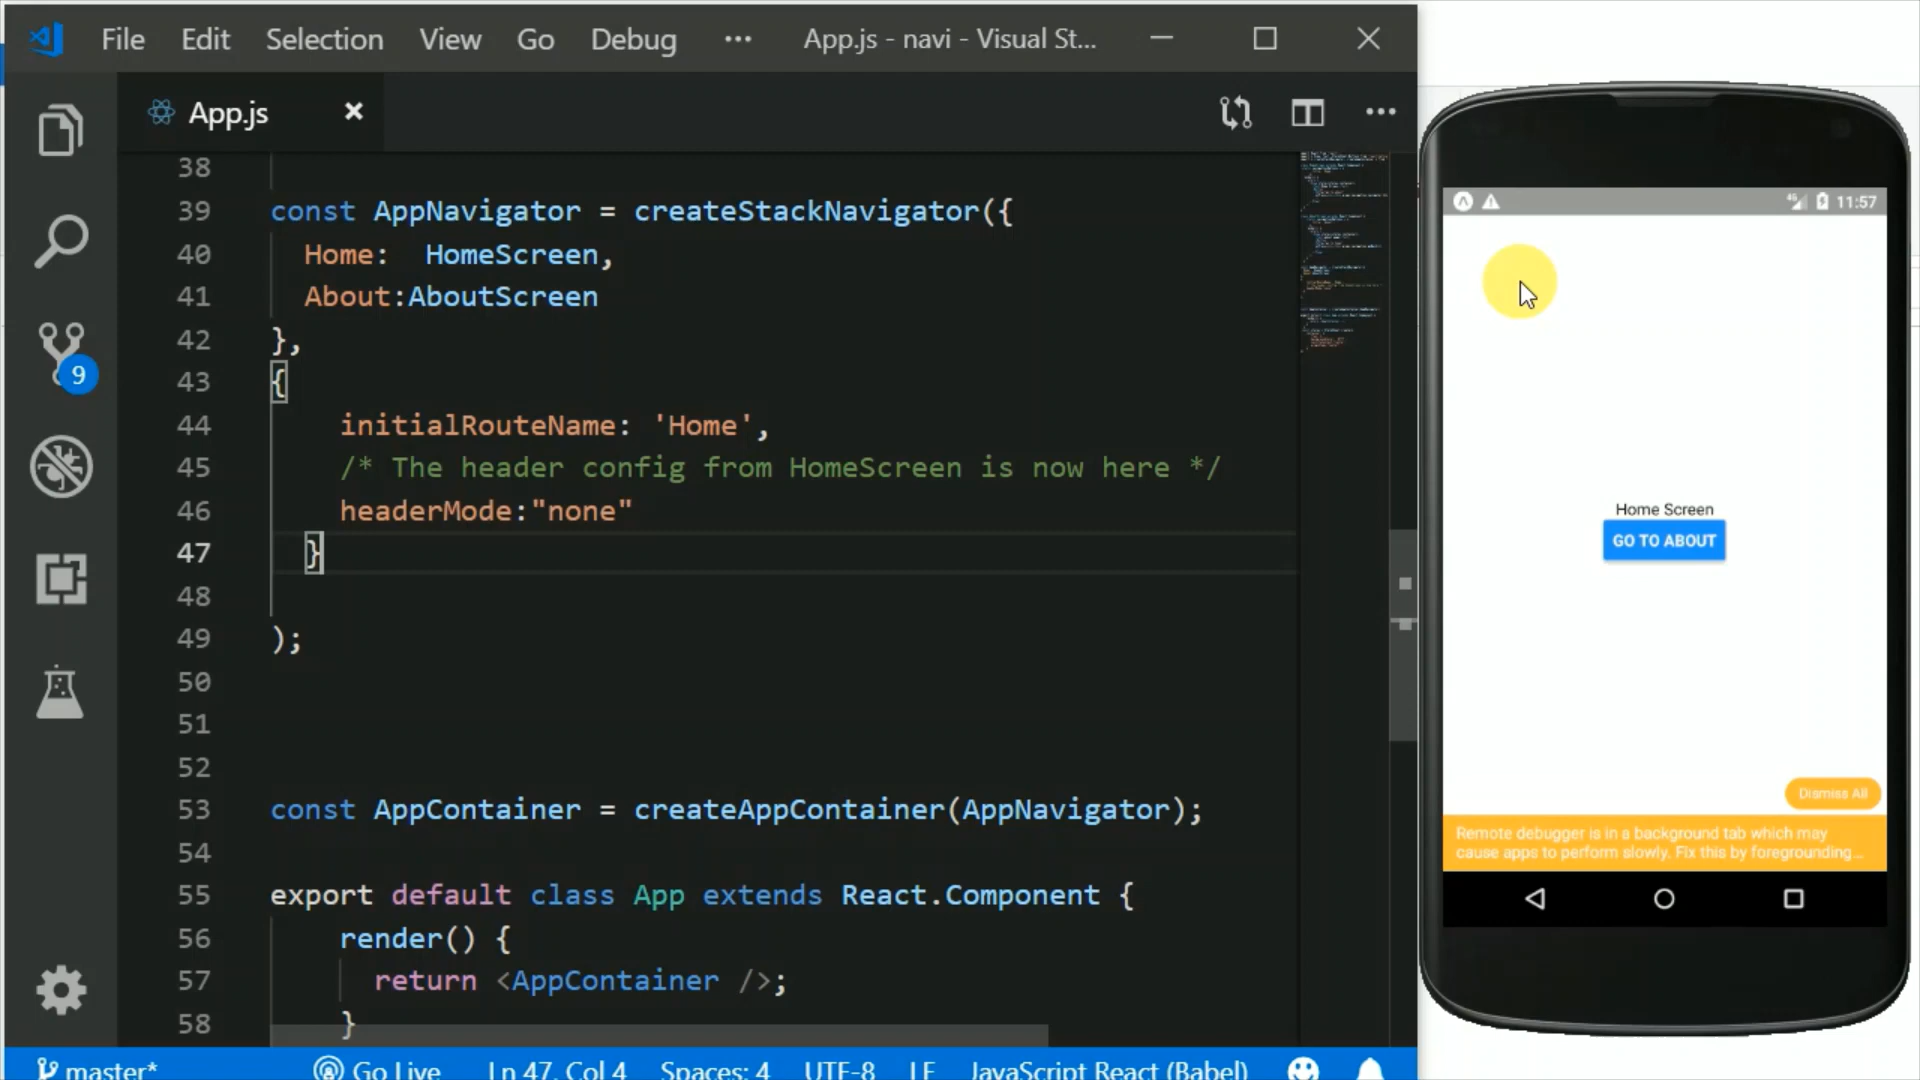 File Edit Selection View Go Debug ··· App.js - navi - Visual St...
App.js
38
39 const AppNavigator = createStackNavigator({
40 Home:  HomeScreen,
41 About:AboutScreen
42 },
43 {
44 initialRouteName: 'Home',
45 /* The header config from HomeScreen is now here */
46 headerMode:"none"
47 }
48
49 );
50
51
52
53 const AppContainer = createAppContainer(AppNavigator);
54
55 export default class App extends React.Component {
56 render() {
57 return <AppContainer />;
58 }
9
master* Go Live Ln 47, Col 4 Spaces: 4 UTF-8 LF JavaScript React (Babel)
4G 11:57
Home Screen
GO TO ABOUT
Dismiss All
Remote debugger is in a background tab which may
cause apps to perform slowly. Fix this by foregrounding...